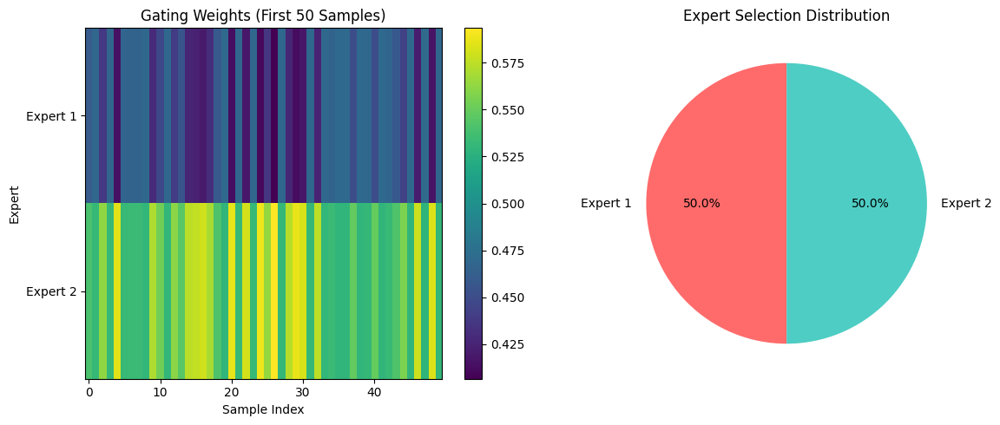 Gating Weights (First 50 Samples)
Expert
Expert 1
Expert 2
0 10 20 30 40
Sample Index
0.575
0.550
0.525
0.500
0.475
0.450
0.425
Expert Selection Distribution
Expert 1
50.0%
50.0%
Expert 2